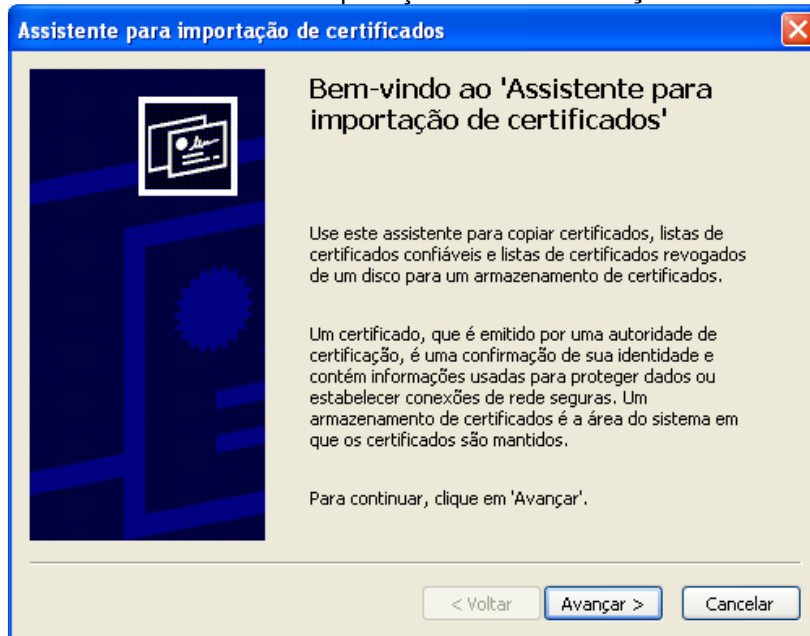 Assistente para importação de certificados
Bem-vindo ao 'Assistente para
importação de certificados'
Use este assistente para copiar certificados, listas de
certificados confiáveis e listas de certificados revogados
de um disco para um armazenamento de certificados.
Um certificado, que é emitido por uma autoridade de
certificação, é uma confirmação de sua identidade e
contém informações usadas para proteger dados ou
estabelecer conexões de rede seguras. Um
armazenamento de certificados é a área do sistema em
que os certificados são mantidos.
Para continuar, clique em 'Avançar'.
< Voltar
Avançar >
Cancelar